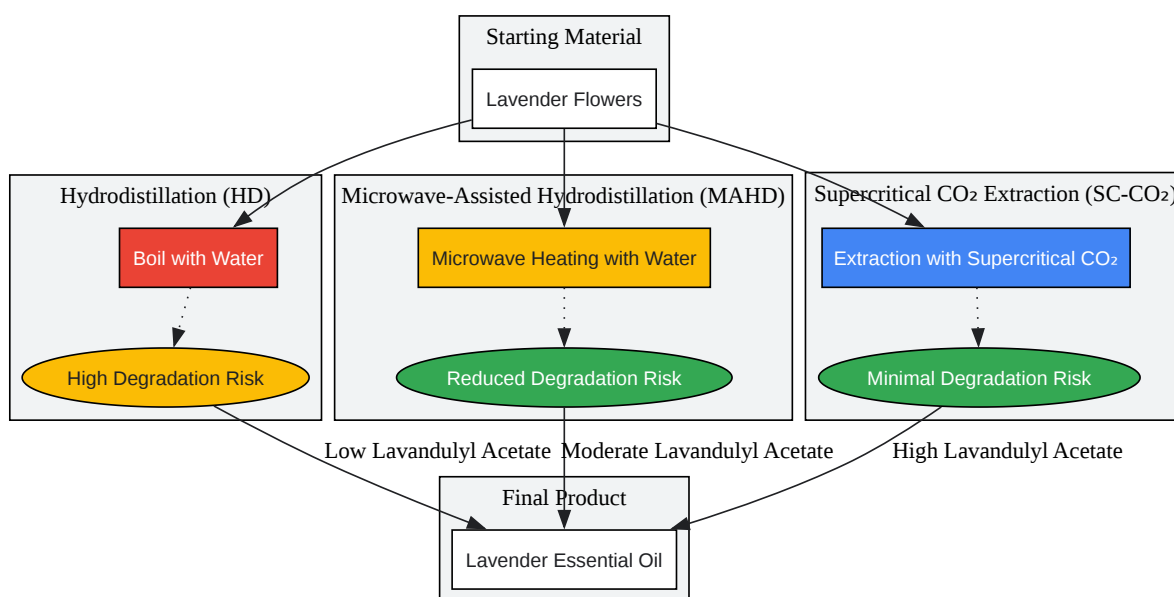 Starting Material
Lavender Flowers
Hydrodistillation (HD)
Microwave-Assisted Hydrodistillation (MAHD)
Supercritical CO₂ Extraction (SC-CO₂)
Boil with Water
Microwave Heating with Water
Extraction with Supercritical CO₂
High Degradation Risk
Reduced Degradation Risk
Minimal Degradation Risk
Low Lavandulyl Acetate
Moderate Lavandulyl Acetate
High Lavandulyl Acetate
Final Product
Lavender Essential Oil